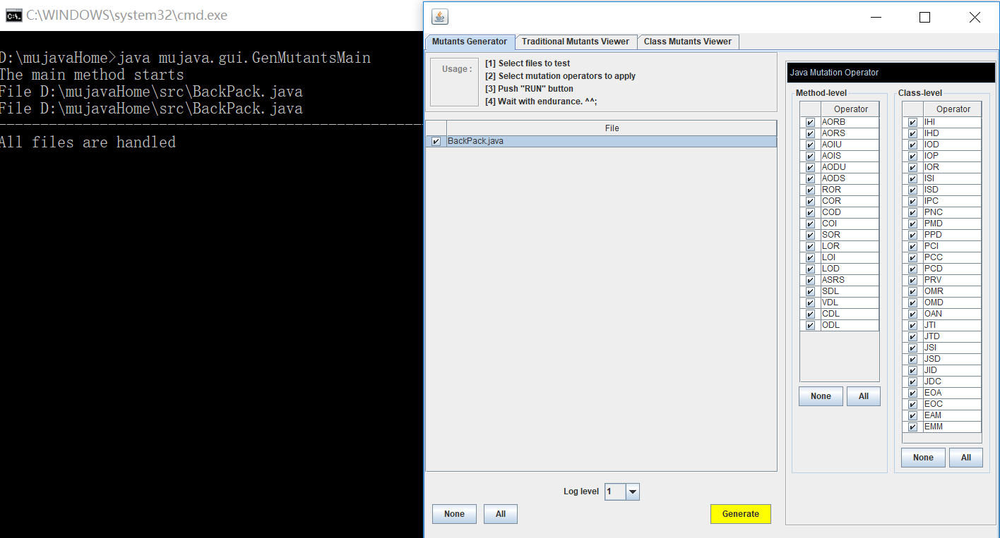 C:\WINDOWS\system32\cmd.exe
D:\mujavaHome>java mujava.gui.GenMutantsMain
The main method starts
File D:\mujavaHome\src\BackPack.java
File D:\mujavaHome\src\BackPack.java
All files are handled
Mutants Generator Traditional Mutants Viewer Class Mutants Viewer
Usage :
[1] Select files to test
[2] Select mutation operators to apply
[3] Push "RUN" button
[4] Wait with endurance. ^^;
File
BackPack.java
Log level 1
None All
Generate
Java Mutation Operator
Method-level
Operator
AORB
AORS
AOIU
AOIS
AODU
AODS
ROR
COR
COD
COI
SOR
LOR
LOI
LOD
ASRS
SDL
VDL
CDL
ODL
None All
Class-level
Operator
IHI
IHD
IOD
IOP
IOR
ISI
ISD
IPC
PNC
PMD
PPD
PCI
PCC
PCD
PRV
OMR
OMD
OAN
JTI
JTD
JSI
JSD
JID
JDC
EOA
EOC
EAM
EMM
None All